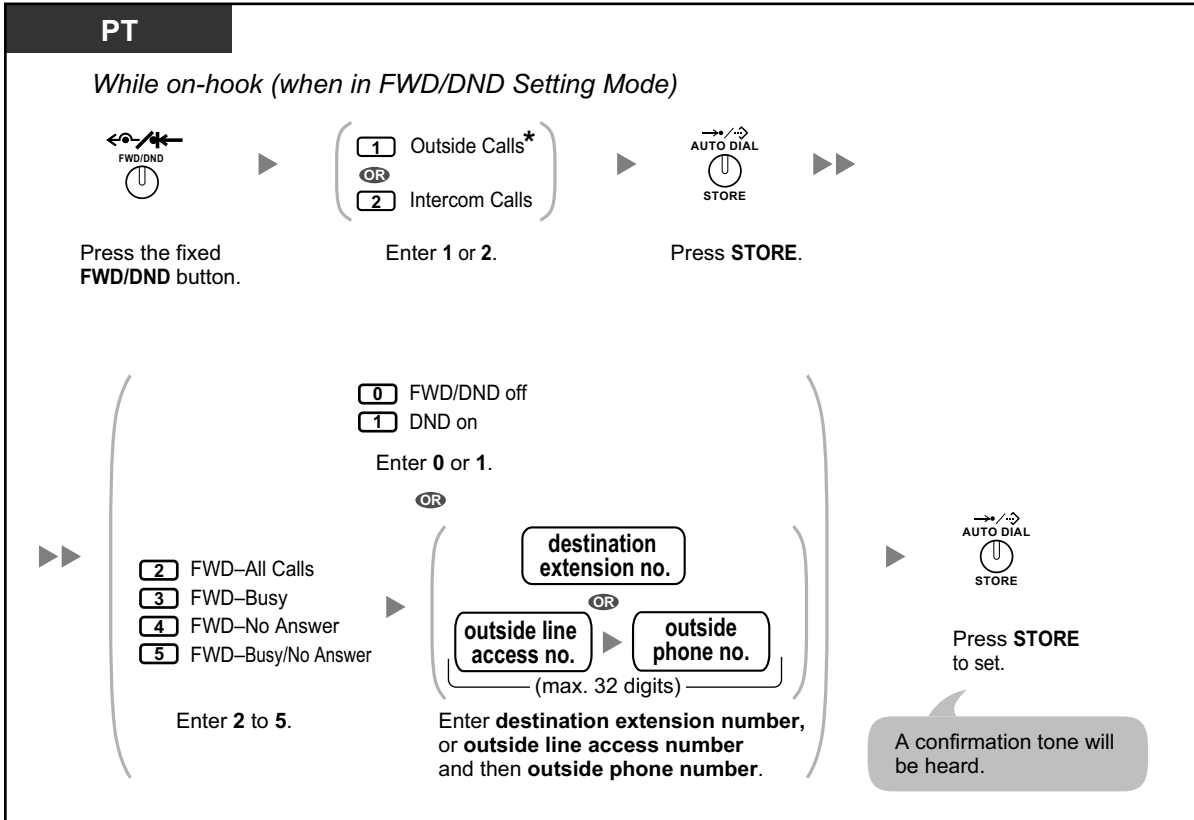 PT
While on-hook (when in FWD/DND Setting Mode)
FWD/DND
1 Outside Calls*
OR
2 Intercom Calls
AUTO DIAL
STORE
Press the fixed
FWD/DND button.
Enter 1 or 2.
Press STORE.
0 FWD/DND off
1 DND on
Enter 0 or 1.
OR
2 FWD–All Calls
3 FWD–Busy
4 FWD–No Answer
5 FWD–Busy/No Answer
Enter 2 to 5.
destination
extension no.
OR
outside line
access no.
outside
phone no.
(max. 32 digits)
Enter destination extension number,
or outside line access number
and then outside phone number.
AUTO DIAL
STORE
Press STORE
to set.
A confirmation tone will
be heard.